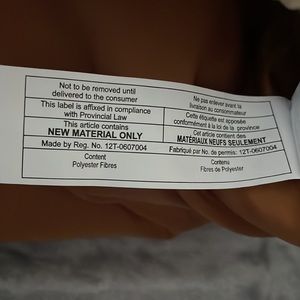 Not to be removed until
delivered to the consumer
This label is affixed in compliance
with Provincial Law
This article contains
NEW MATERIAL ONLY
Made by Reg. No. 12T-0607004
Content
Polyester Fibres
Ne pas enlever avant la
livraison au consommateur
Cette étiquette est apposée
conformément à la loi de la province
Cet article contient des
MATÉRIAUX NEUFS SEULEMENT
Fabriqué par No. de permis: 12T-0607004
Contenu
Fibres de Polyester